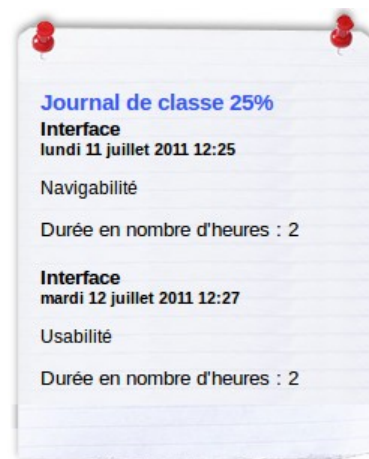 Journal de classe 25%
Interface
lundi 11 juillet 2011 12:25
Navigabilité
Durée en nombre d'heures : 2
Interface
mardi 12 juillet 2011 12:27
Usabilité
Durée en nombre d'heures : 2